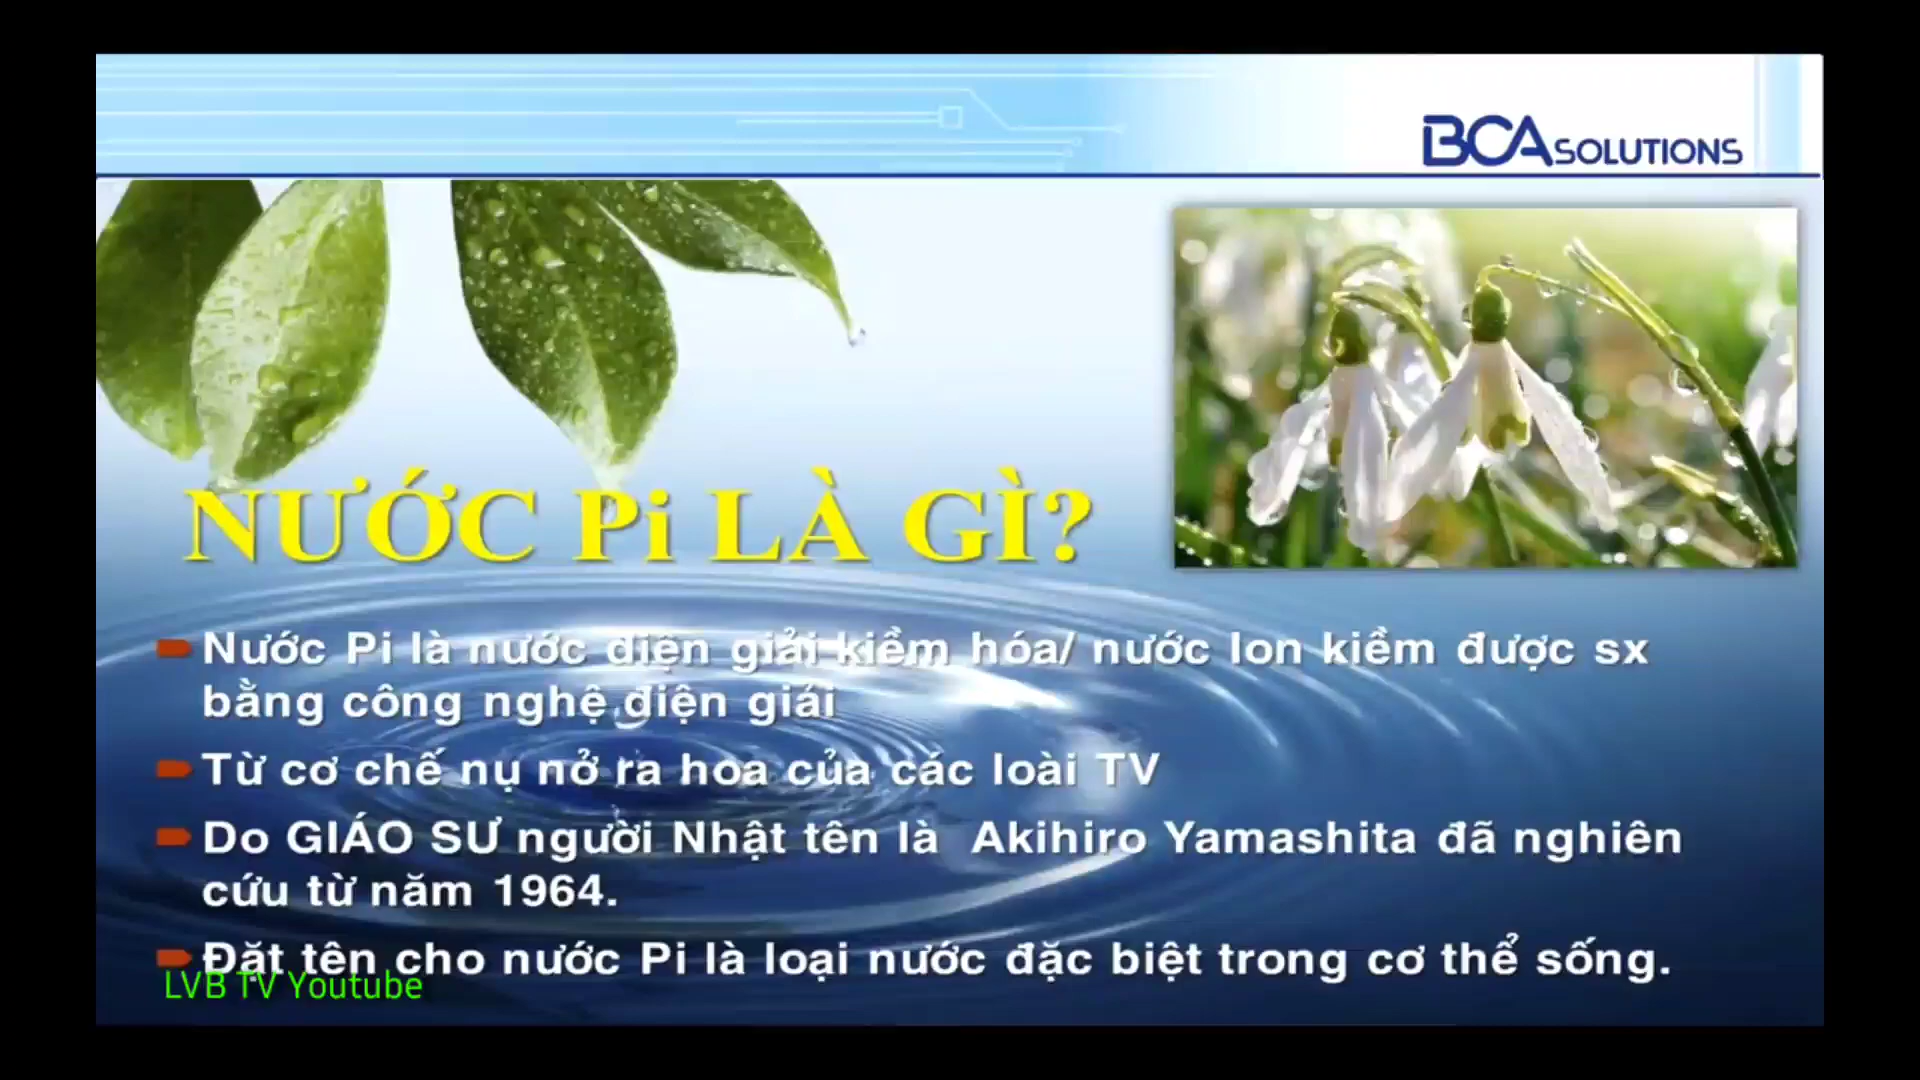 BCA SOLUTIONS
NƯỚC Pi LÀ GÌ?
Nước Pi là nước điện giải kiềm hóa/ nước Ion kiềm được sx
bằng công nghệ điện giải
Từ cơ chế nụ nở ra hoa của các loài TV
Do GIÁO SƯ người Nhật tên là Akihiro Yamashita đã nghiên
cứu từ năm 1964.
Đặt tên cho nước Pi là loại nước đặc biệt trong cơ thể sống.
LVB TV Youtube